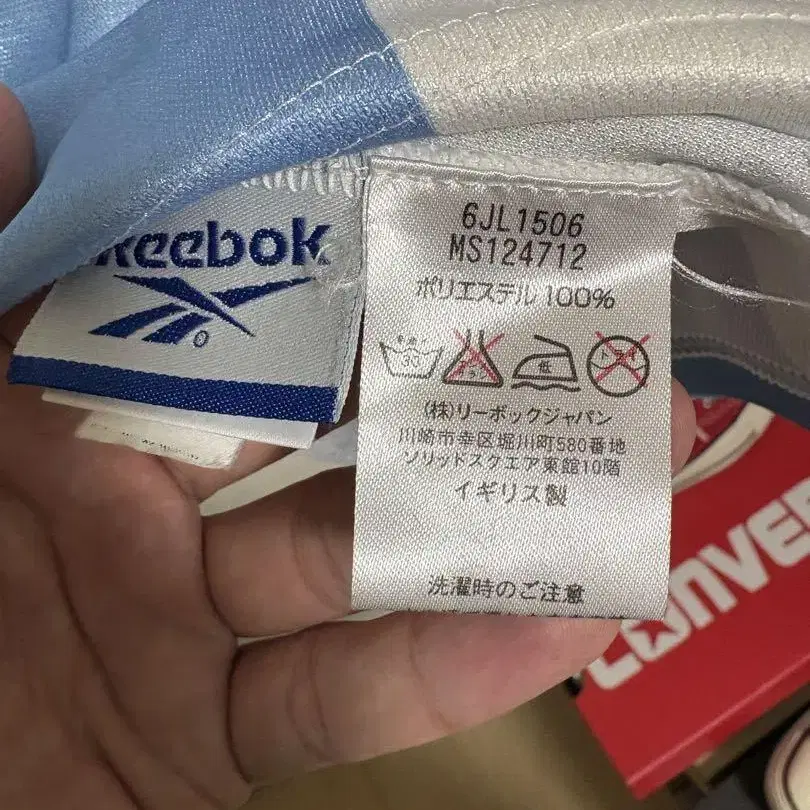 Reebok
6JL1506
MS124712
ポリエステル 100%
30
低
(株)リーボックジャパン
川崎市幸区堀川町580番地
ソリッドスクエア東館10階
イギリス製
洗濯時のご注意
CONVE